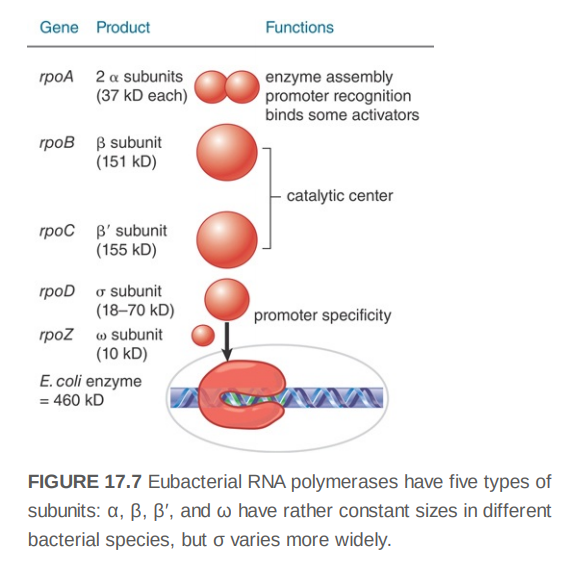 Gene Product Functions
rpoA 2 α subunits enzyme assembly
(37 kD each) promoter recognition
binds some activators
rpoB β subunit
(151 kD)
catalytic center
rpoC β′ subunit
(155 kD)
rpoD σ subunit
(18–70 kD) promoter specificity
rpoZ ω subunit
(10 kD)
E. coli enzyme
= 460 kD
FIGURE 17.7 Eubacterial RNA polymerases have five types of
subunits: α, β, β′, and ω have rather constant sizes in different
bacterial species, but σ varies more widely.